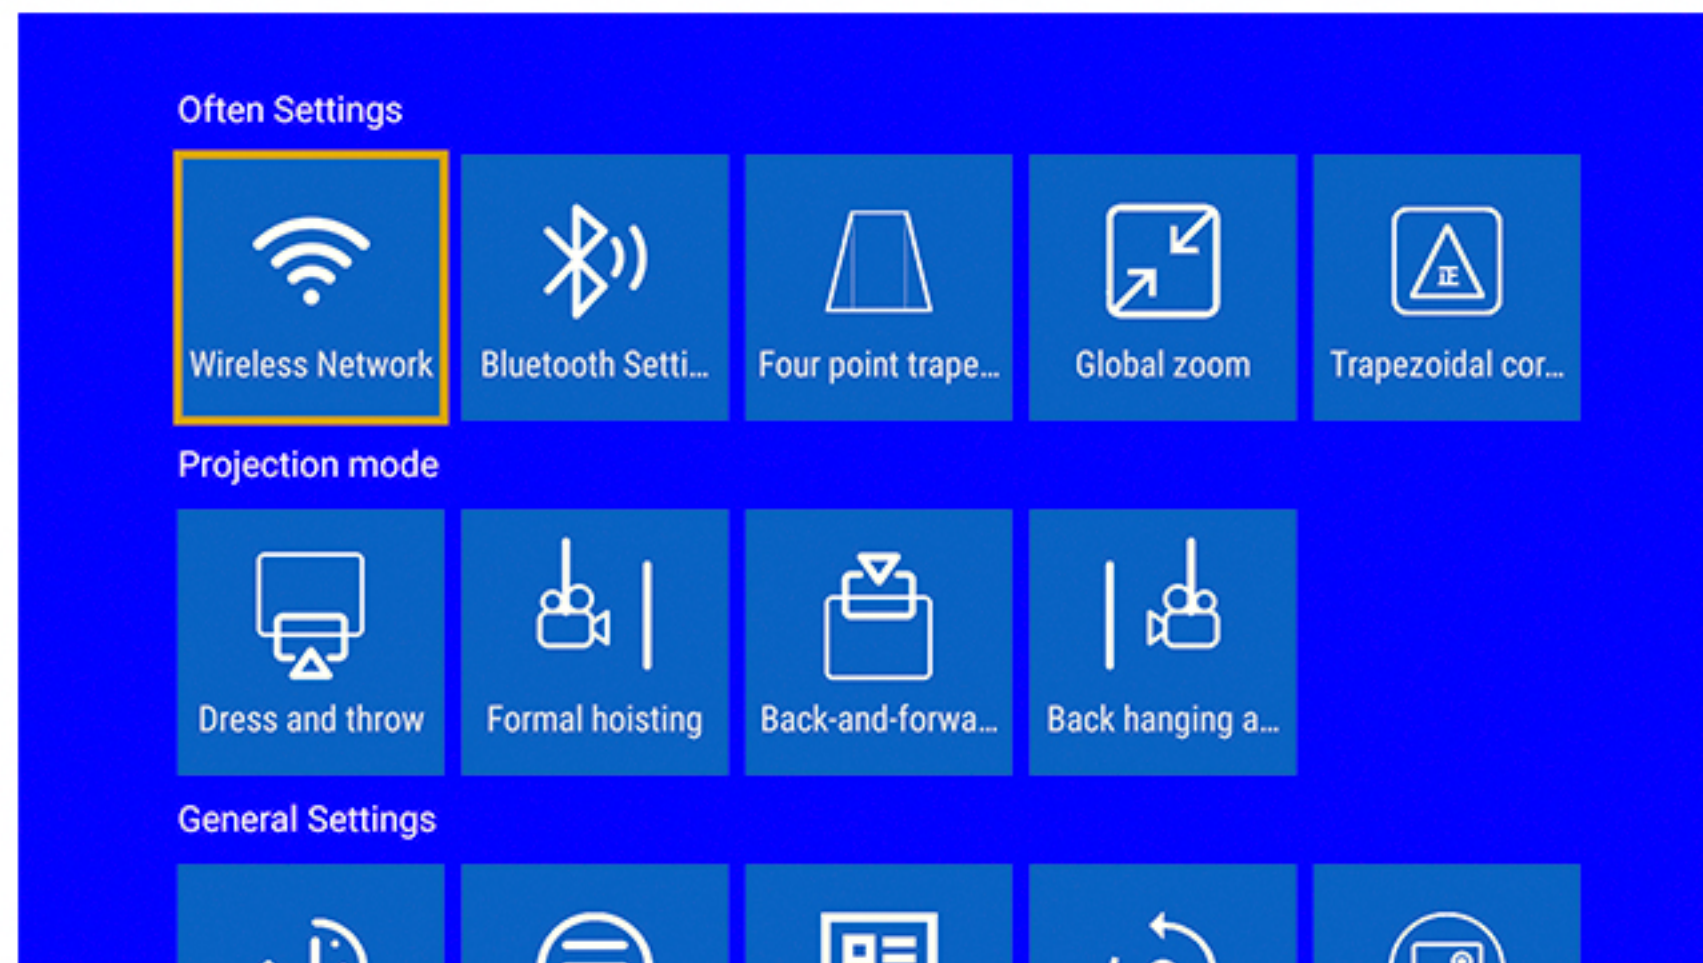 Often Settings
Wireless Network
Bluetooth Setti...
Four point trape...
Global zoom
正
Trapezoidal cor...
Projection mode
Dress and throw
Formal hoisting
Back-and-forwa...
Back hanging a...
General Settings